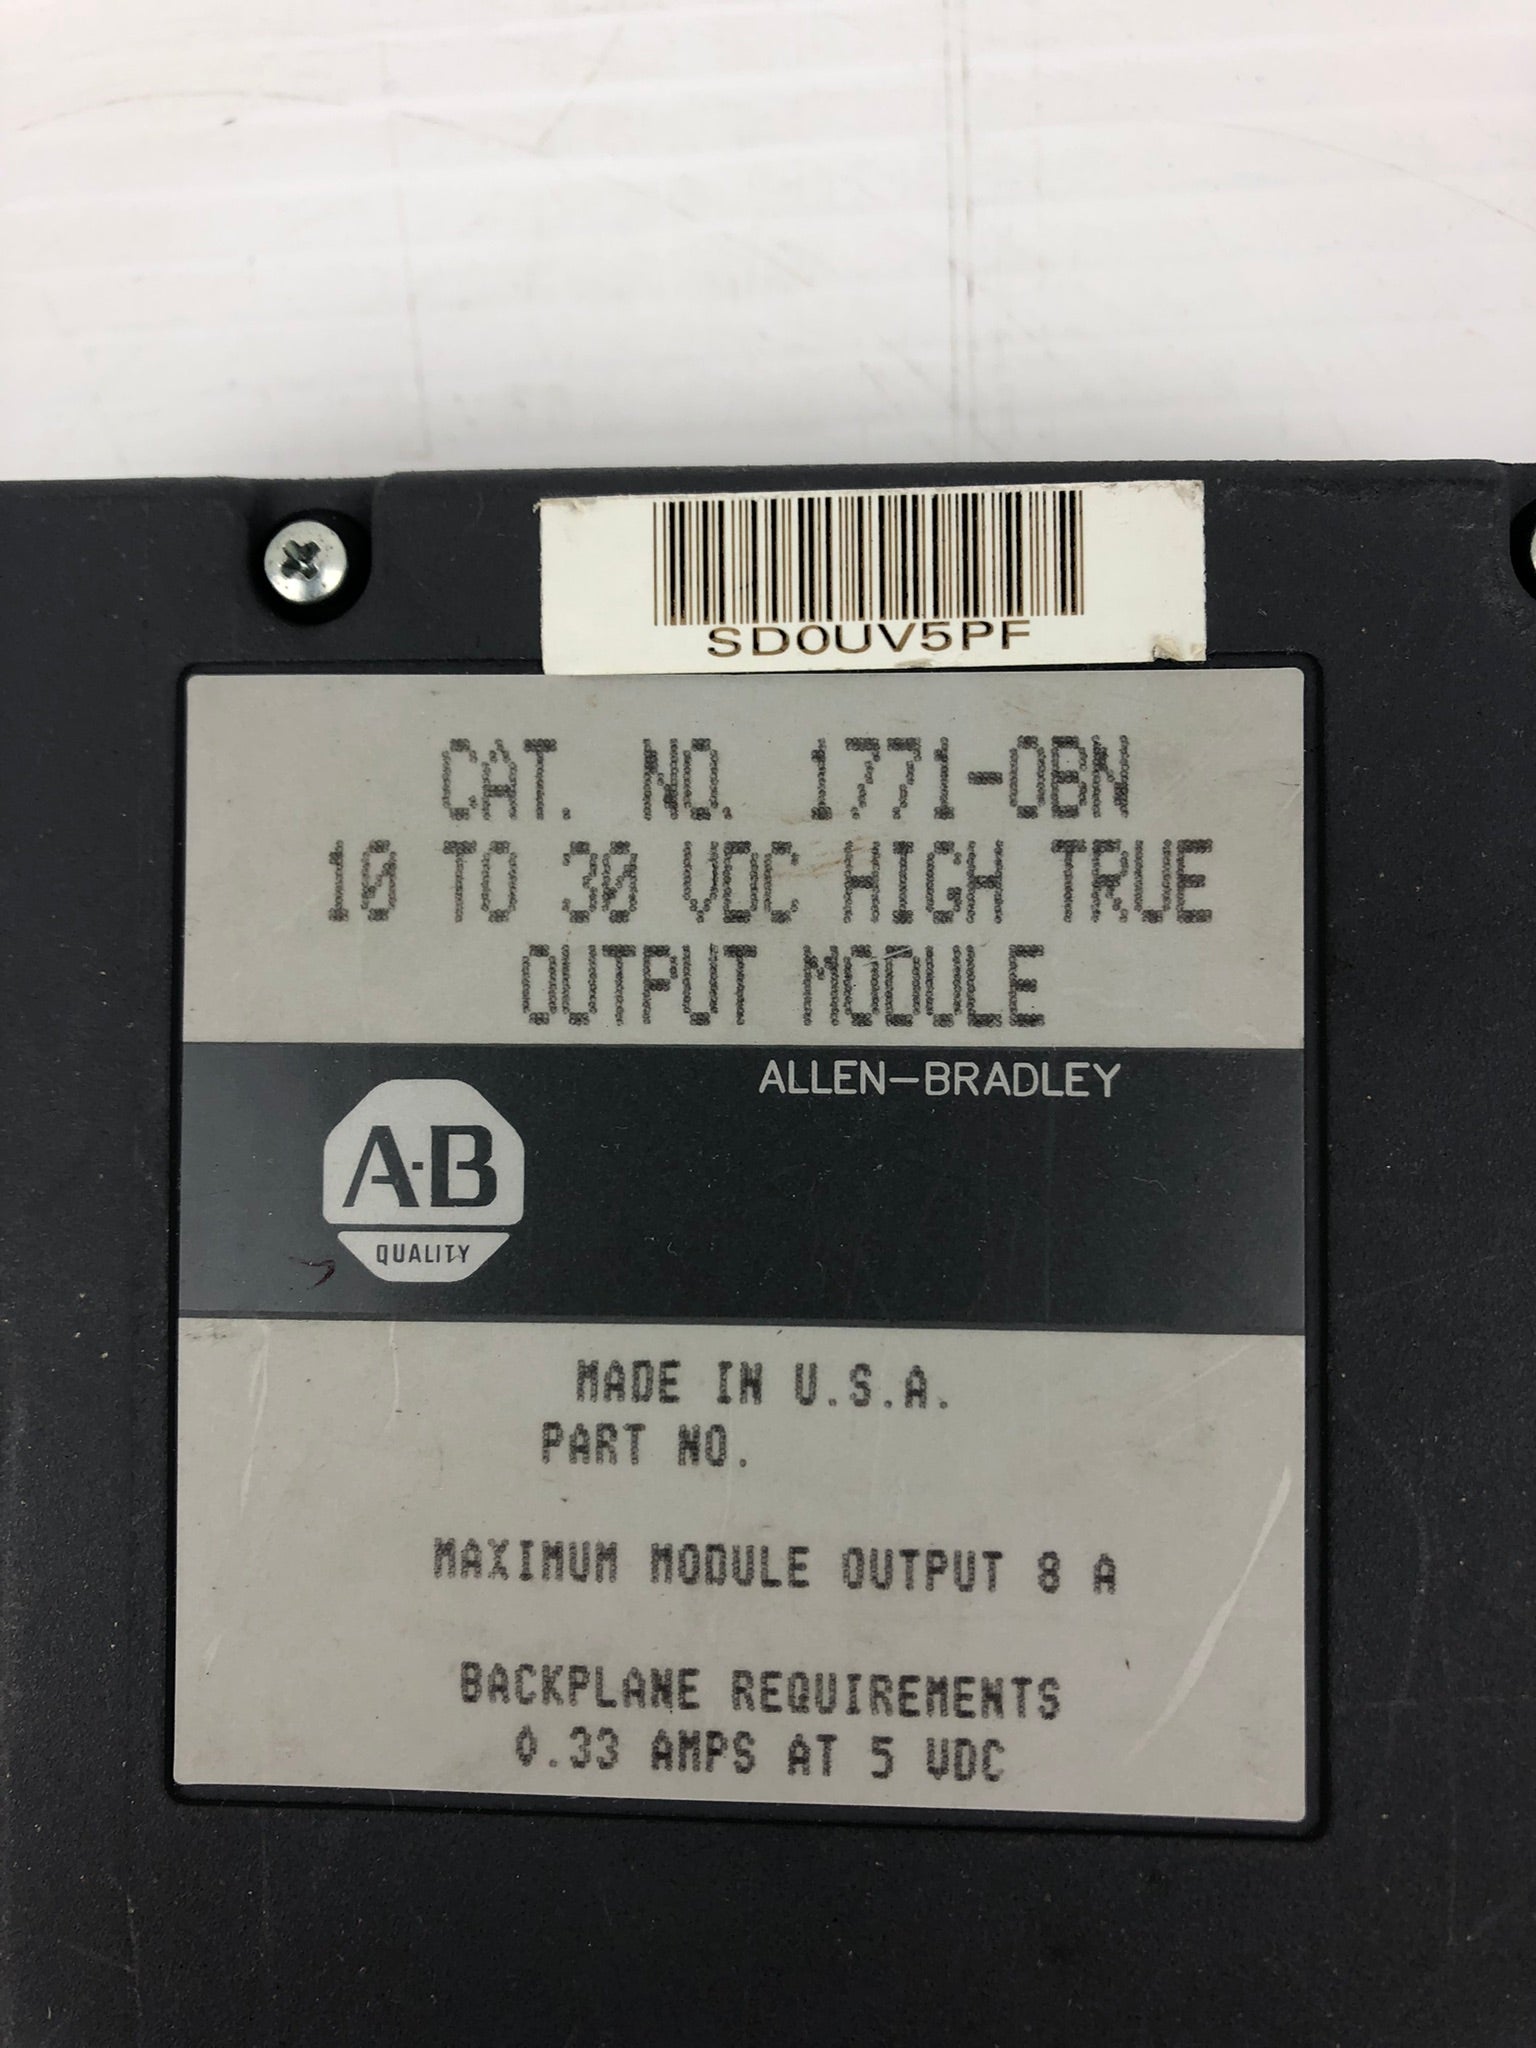 SD0UV5PF
CAT. NO. 1771-OBN
10 TO 30 VDC HIGH TRUE
OUTPUT MODULE
ALLEN-BRADLEY
A-B
QUALITY
MADE IN U.S.A.
PART NO.
MAXIMUM MODULE OUTPUT 8 A
BACKPLANE REQUIREMENTS
0.33 AMPS AT 5 VDC